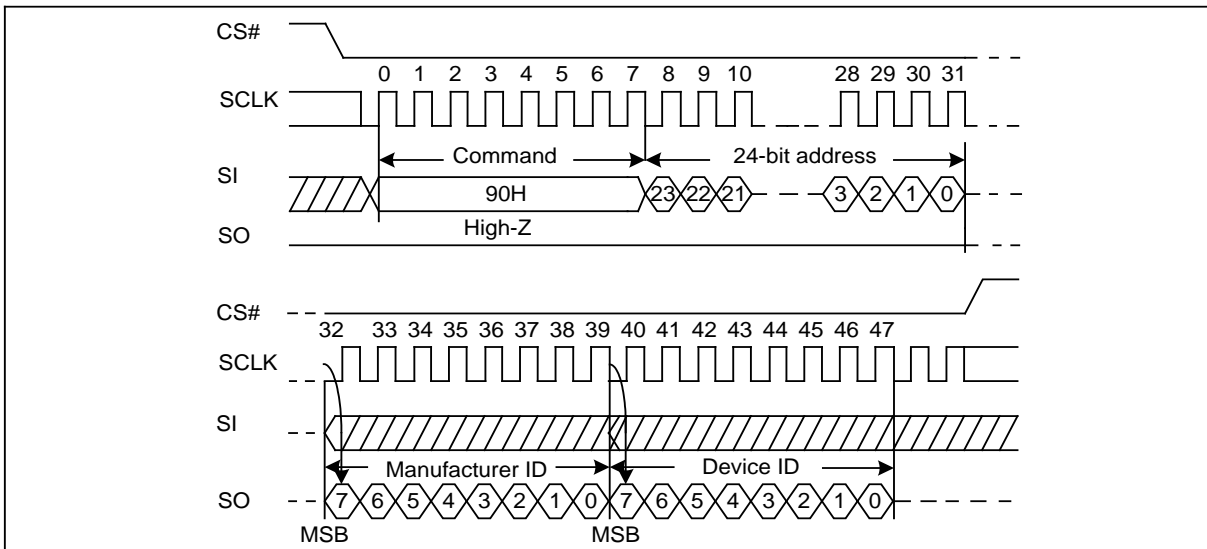 CS#
0 1 2 3 4 5 6 7 8 9 10 28 29 30 31
SCLK
Command 24-bit address
SI
90H 23 22 21 3 2 1 0
High-Z
SO
CS#
32 33 34 35 36 37 38 39 40 41 42 43 44 45 46 47
SCLK
SI
Manufacturer ID Device ID
SO 7 6 5 4 3 2 1 0 7 6 5 4 3 2 1 0
MSB MSB